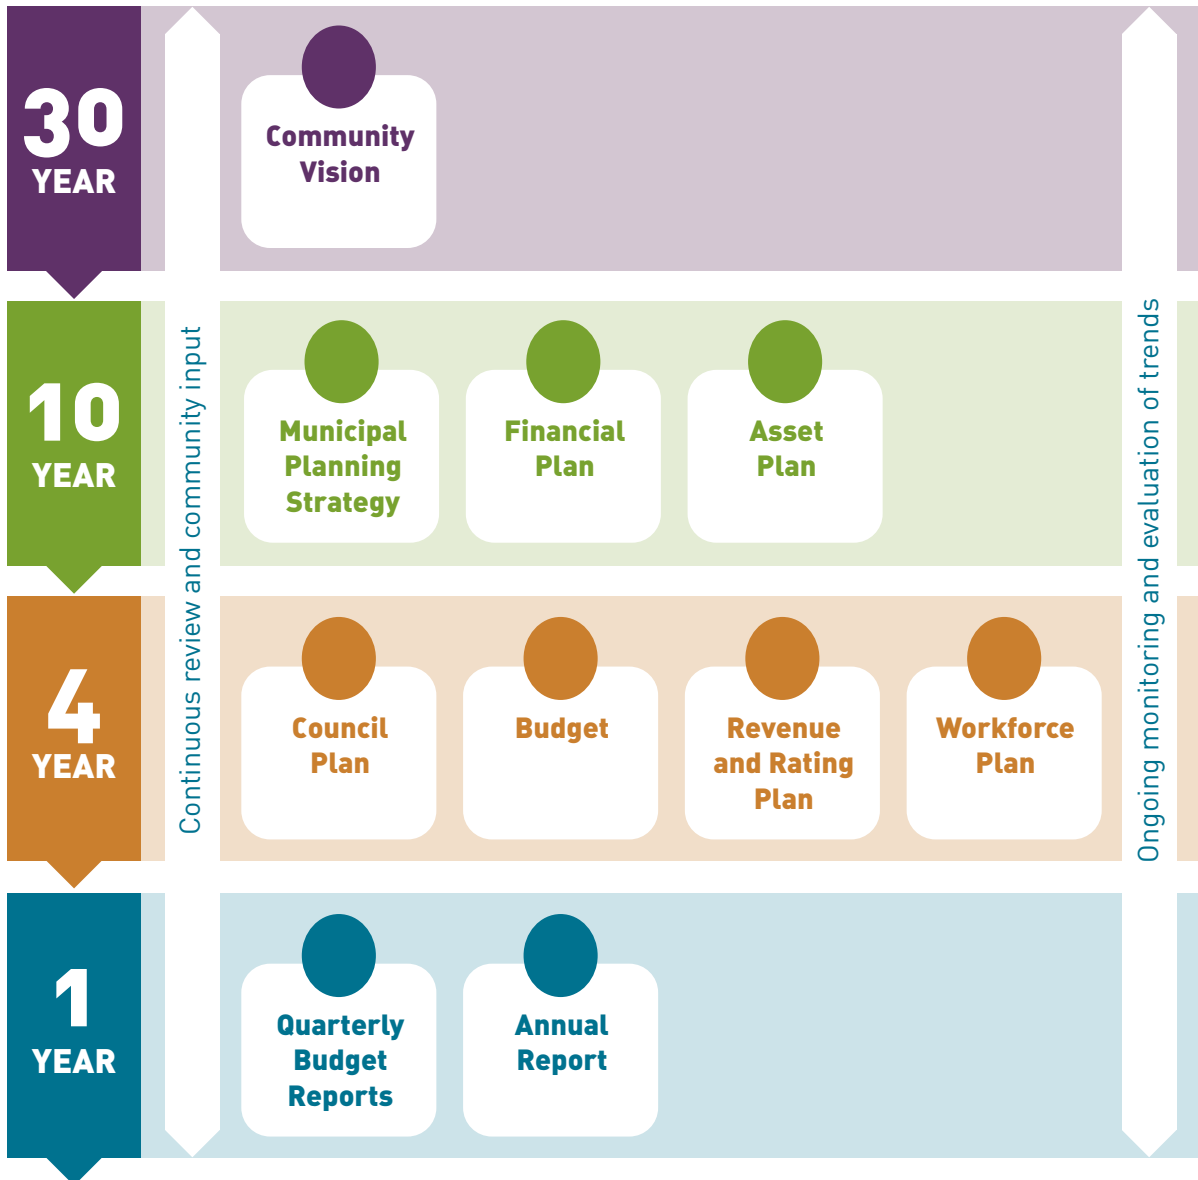 30
YEAR
Community
Vision
10
YEAR
Municipal
Planning
Strategy
Financial
Plan
Asset
Plan
4
YEAR
Council
Plan
Budget
Revenue
and Rating
Plan
Workforce
Plan
1
YEAR
Quarterly
Budget
Reports
Annual
Report
Continuous review and community input
Ongoing monitoring and evaluation of trends